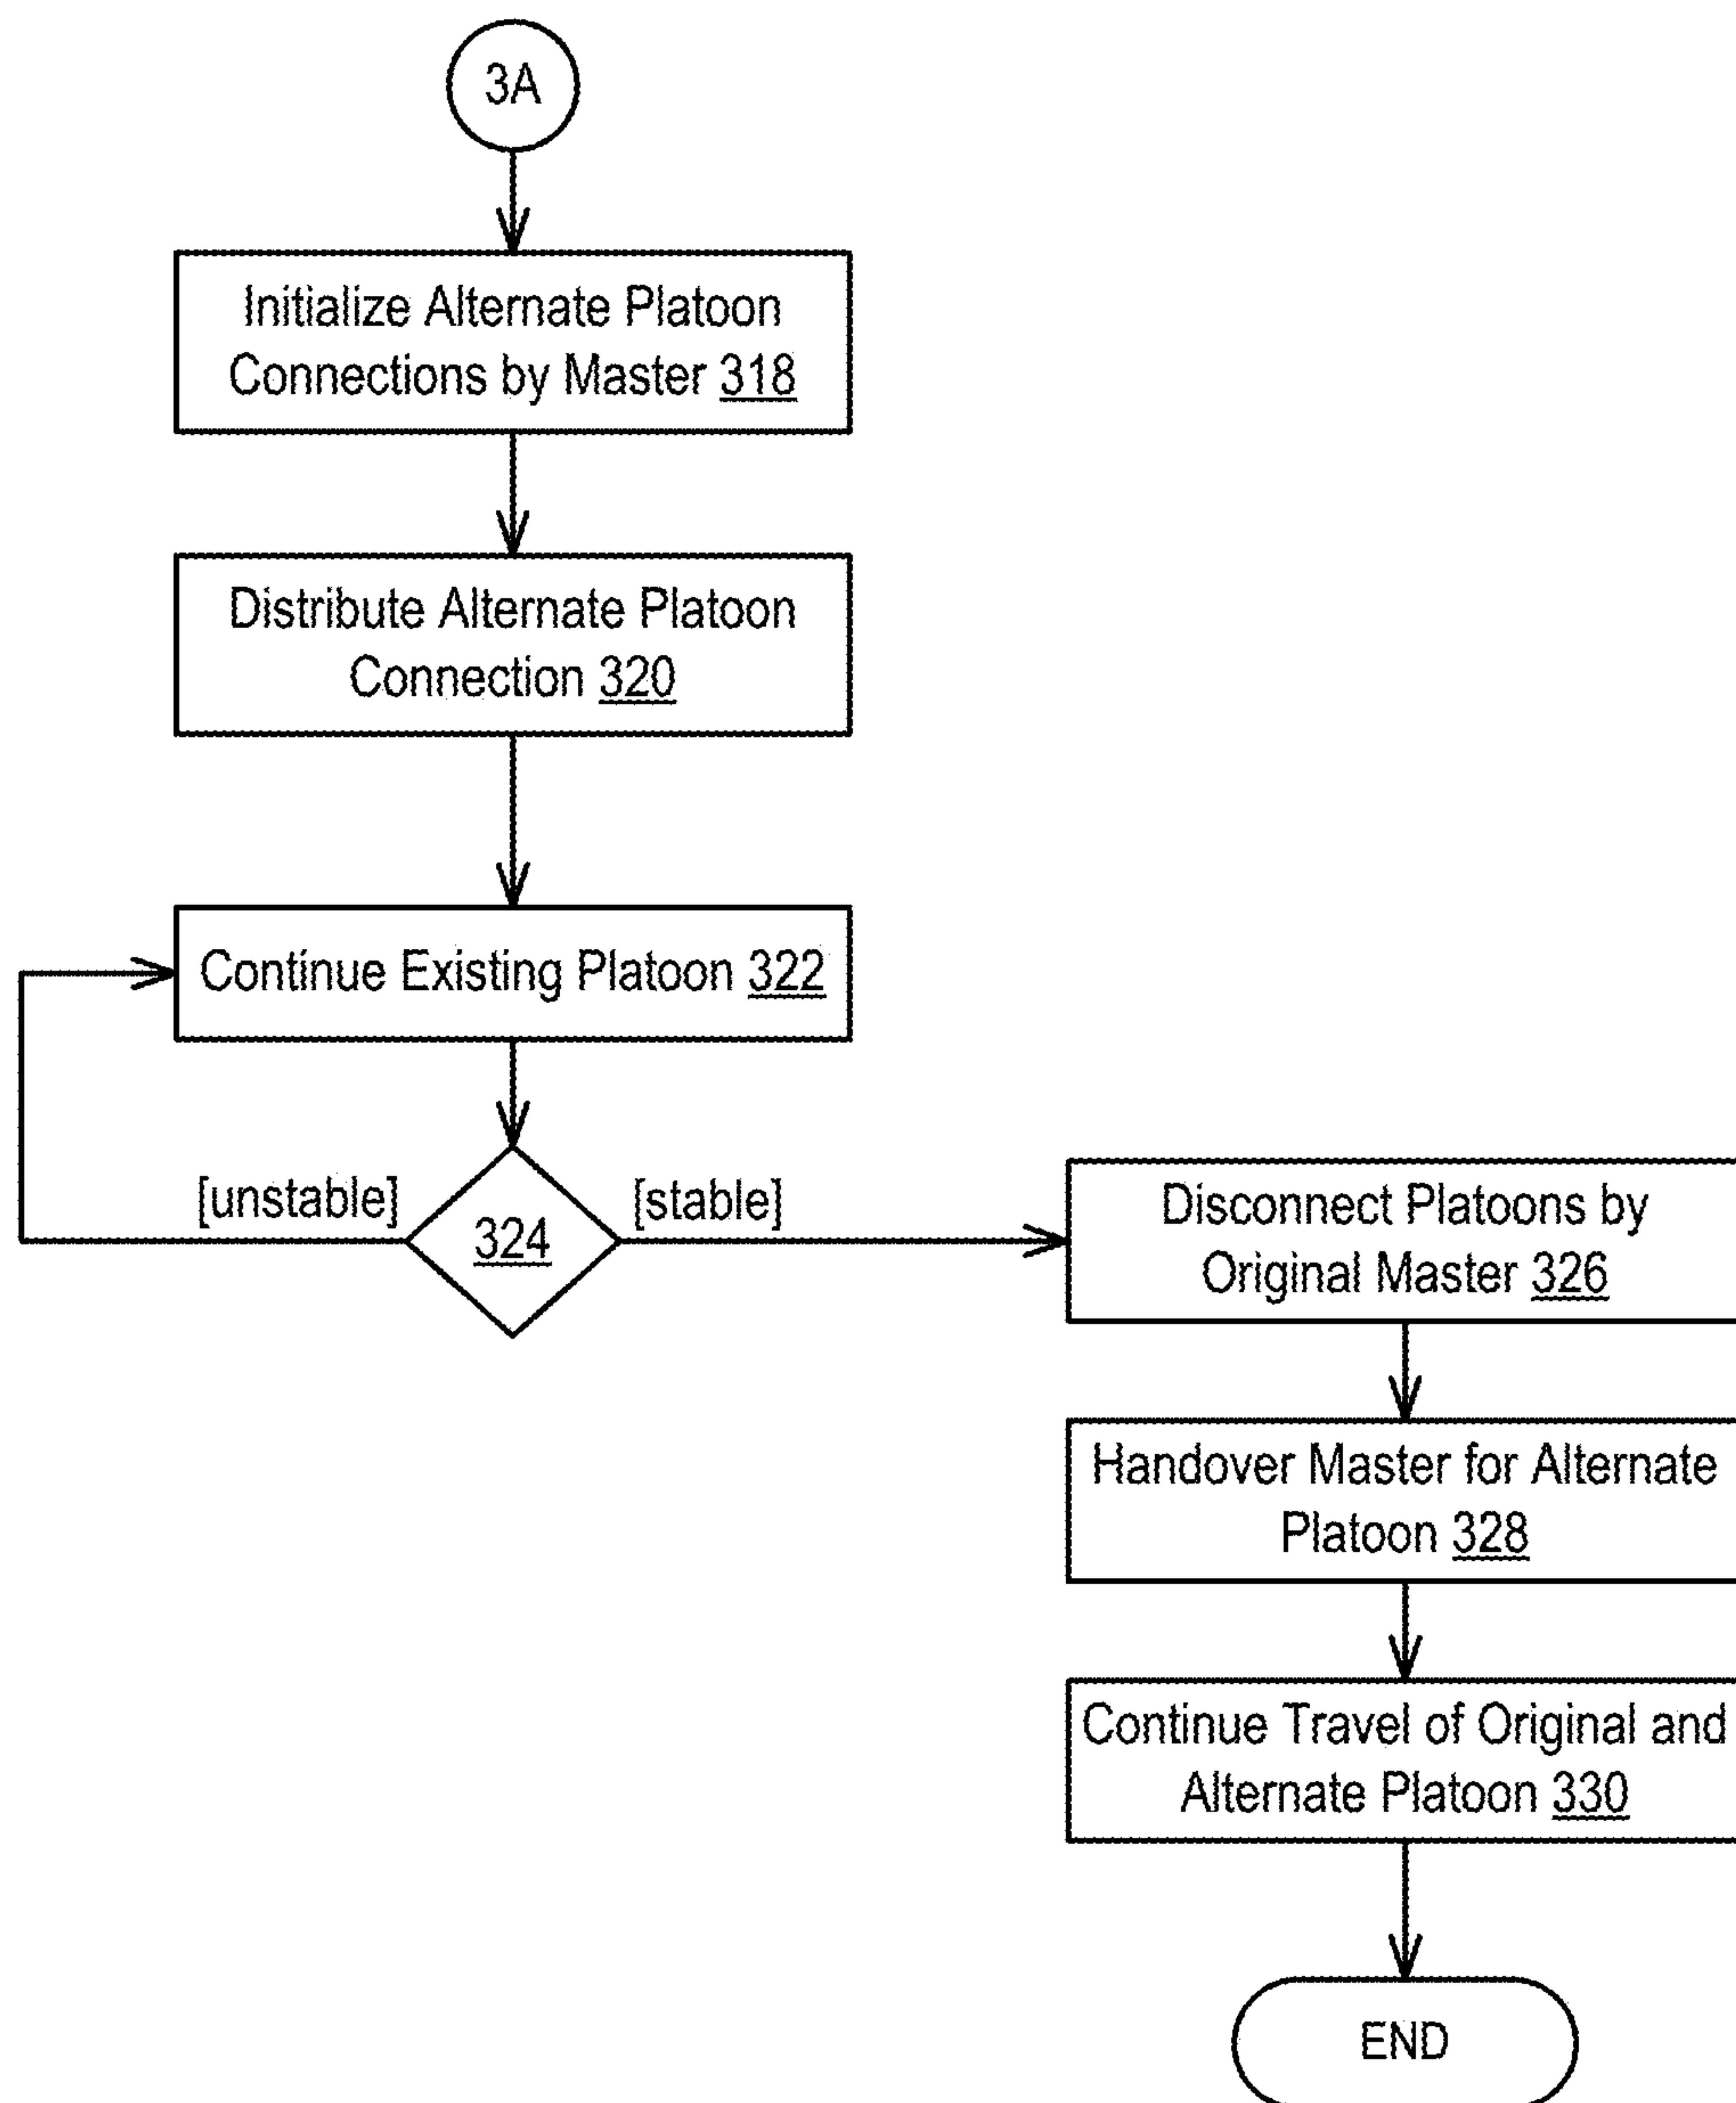 3A
Initialize Alternate Platoon
Connections by Master 318
Distribute Alternate Platoon
Connection 320
Continue Existing Platoon 322
[unstable]
324
[stable]
Disconnect Platoons by
Original Master 326
Handover Master for Alternate
Platoon 328
Continue Travel of Original and
Alternate Platoon 330
END